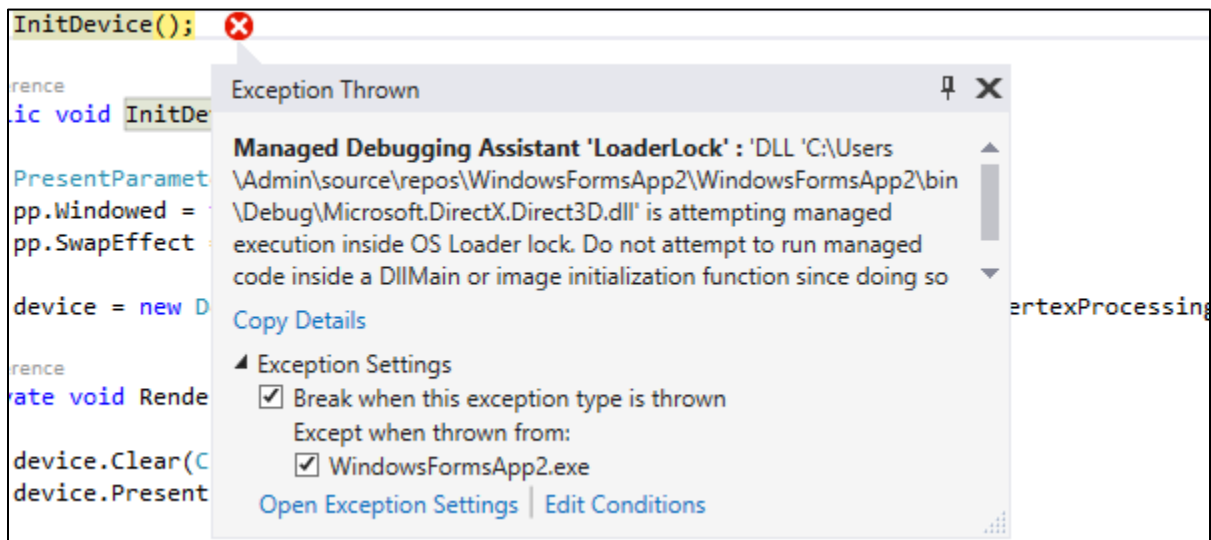 InitDevice();
erence
Exception Thrown
lic void InitDe
Managed Debugging Assistant 'LoaderLock' : 'DLL 'C:\Users
\Admin\source\repos\WindowsFormsApp2\WindowsFormsApp2\bin
\Debug\Microsoft.DirectX.Direct3D.dll' is attempting managed
execution inside OS Loader lock. Do not attempt to run managed
code inside a DllMain or image initialization function since doing so
PresentParamet
pp.Windowed =
pp.SwapEffect
device = new D
ertexProcessing
Copy Details
Exception Settings
erence
vate void Rende
Break when this exception type is thrown
Except when thrown from:
WindowsFormsApp2.exe
device.Clear(C
device.Present
Open Exception Settings | Edit Conditions